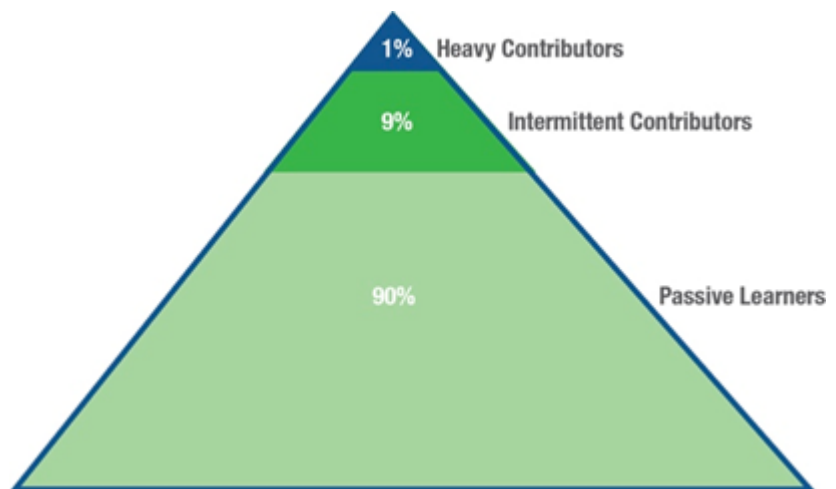 1% Heavy Contributors
9% Intermittent Contributors
90% Passive Learners